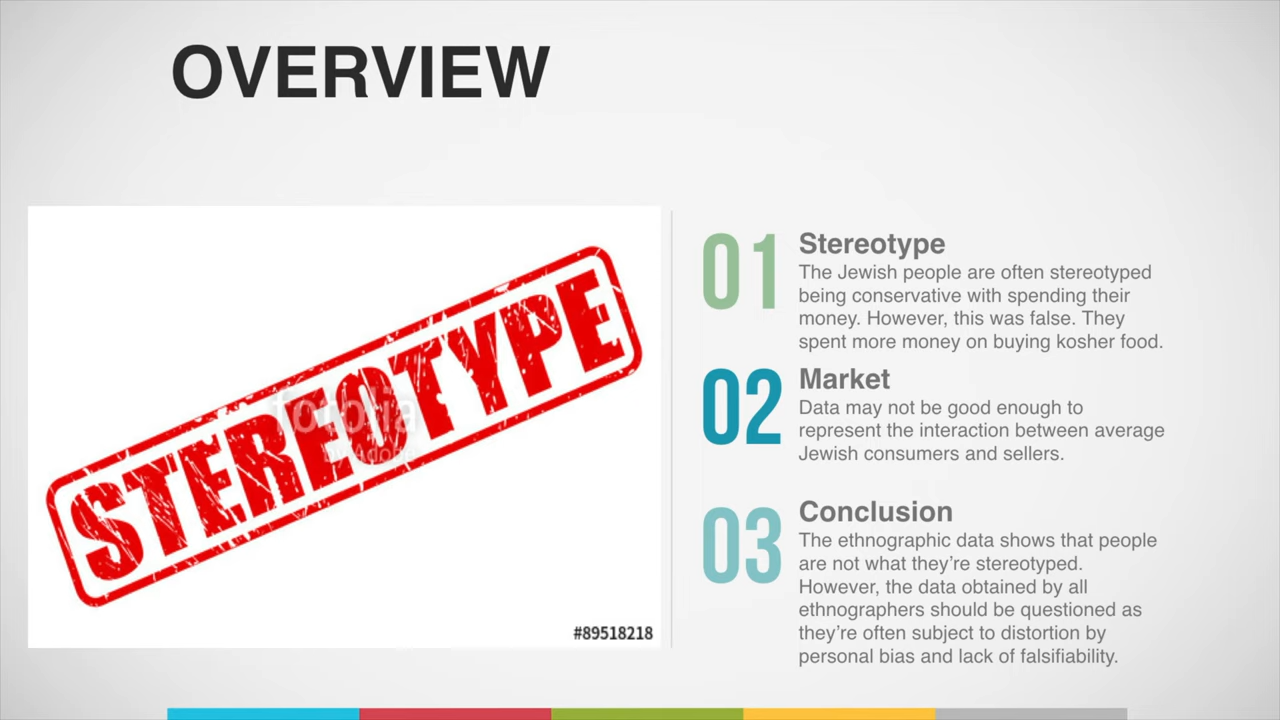 OVERVIEW
STEREOTYPE
fotolia
by Adobe
#89518218
01
Stereotype
The Jewish people are often stereotyped
being conservative with spending their
money. However, this was false. They
spent more money on buying kosher food.
02
Market
Data may not be good enough to
represent the interaction between average
Jewish consumers and sellers.
03
Conclusion
The ethnographic data shows that people
are not what they’re stereotyped.
However, the data obtained by all
ethnographers should be questioned as
they’re often subject to distortion by
personal bias and lack of falsifiability.